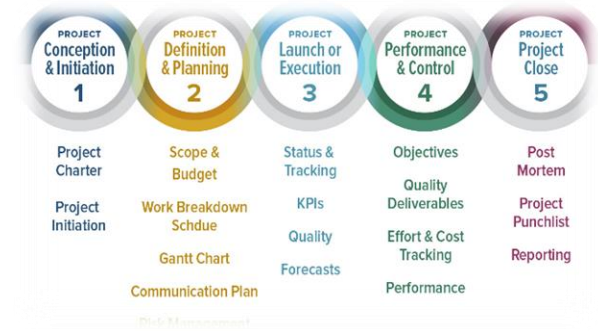 PROJECT
Conception
& Initiation
1
PROJECT
Definition
& Planning
2
PROJECT
Launch or
Execution
3
PROJECT
Performance
& Control
4
PROJECT
Project
Close
5
Project
Charter
Project
Initiation
Scope &
Budget
Work Breakdown
Schdue
Gantt Chart
Communication Plan
Risk Management
Status &
Tracking
KPIs
Quality
Forecasts
Objectives
Quality
Deliverables
Effort & Cost
Tracking
Performance
Post
Mortem
Project
Punchlist
Reporting